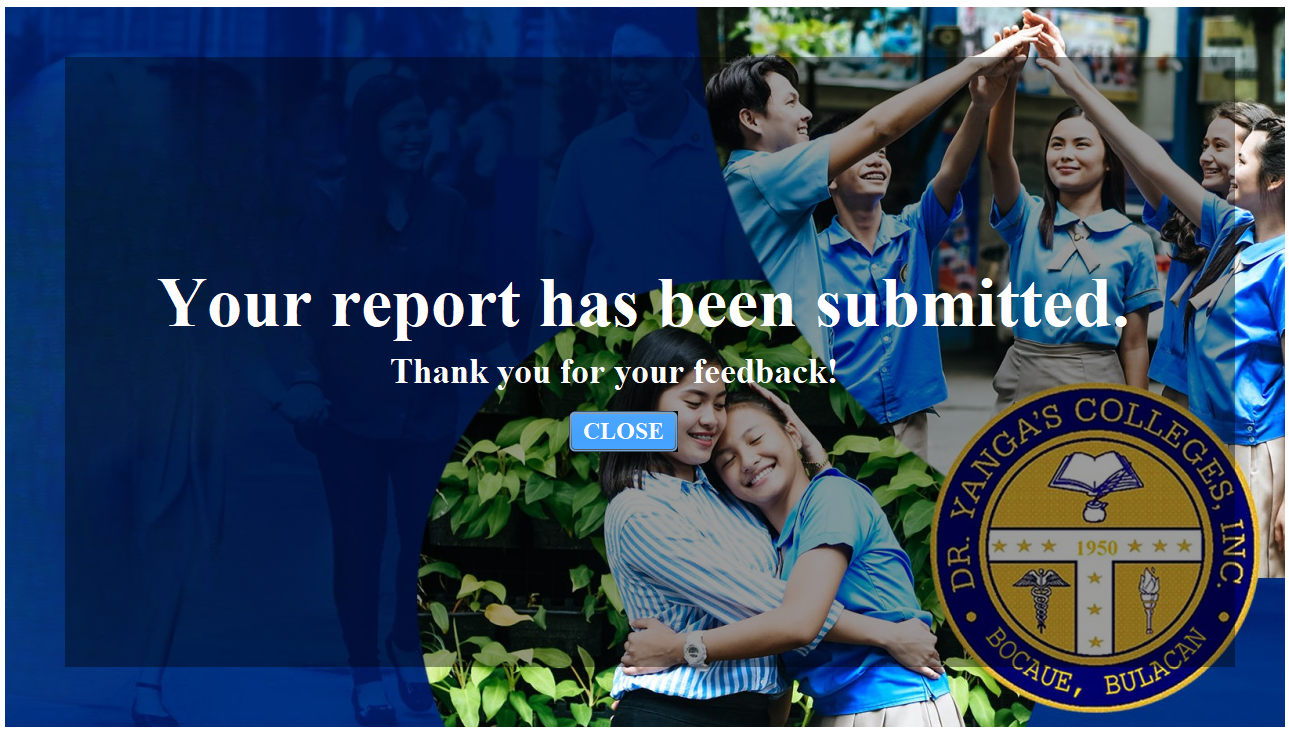 Your report has been submitted.
Thank you for your feedback!
CLOSE
DR. YANGA'S COLLEGES, INC.
1950
BOCAUE, BULACAN